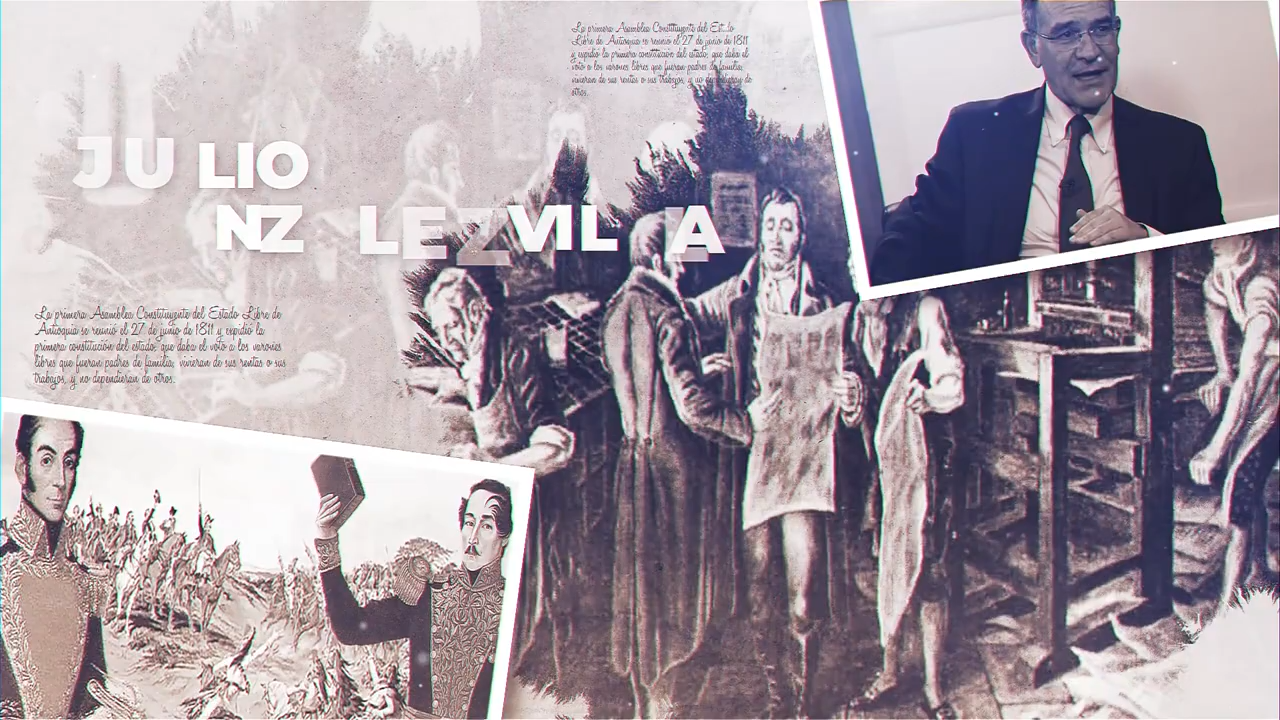 JU LIO
NZ LEZ VIL A
La primera Asamblea Constituyente del Est lo
Libre de Antioquia se reunió el 27 de junio de 1811
y expidió la primera constitución del estado, que daba el
voto a los varones libres que fueran padres de familia,
vivieran de sus rentas o sus trabajos, y no dependieran de
otros.
La primera Asamblea Constituyente del Estado Libre de
Antioquia se reunió el 27 de junio de 1811 y expidió la
primera constitución del estado, que daba el voto a los varones
libres que fueran padres de familia, vivieran de sus rentas o sus
trabajos, y no dependieran de otros.